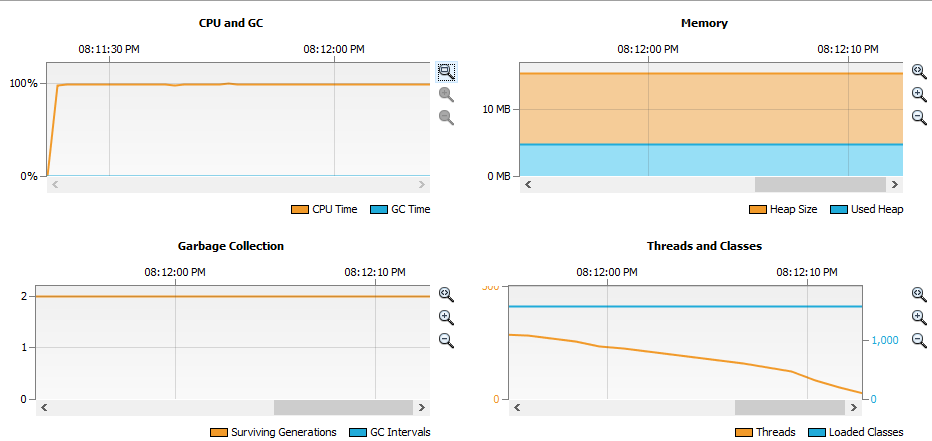 CPU and GC
08:11:30 PM 08:12:00 PM
100%
0%
CPU Time GC Time
Memory
08:12:00 PM 08:12:10 PM
10 MB
0 MB
Heap Size Used Heap
Garbage Collection
08:12:00 PM 08:12:10 PM
2
1
0
Surviving Generations GC Intervals
Threads and Classes
08:12:00 PM 08:12:10 PM
1,000
0 0
Threads Loaded Classes